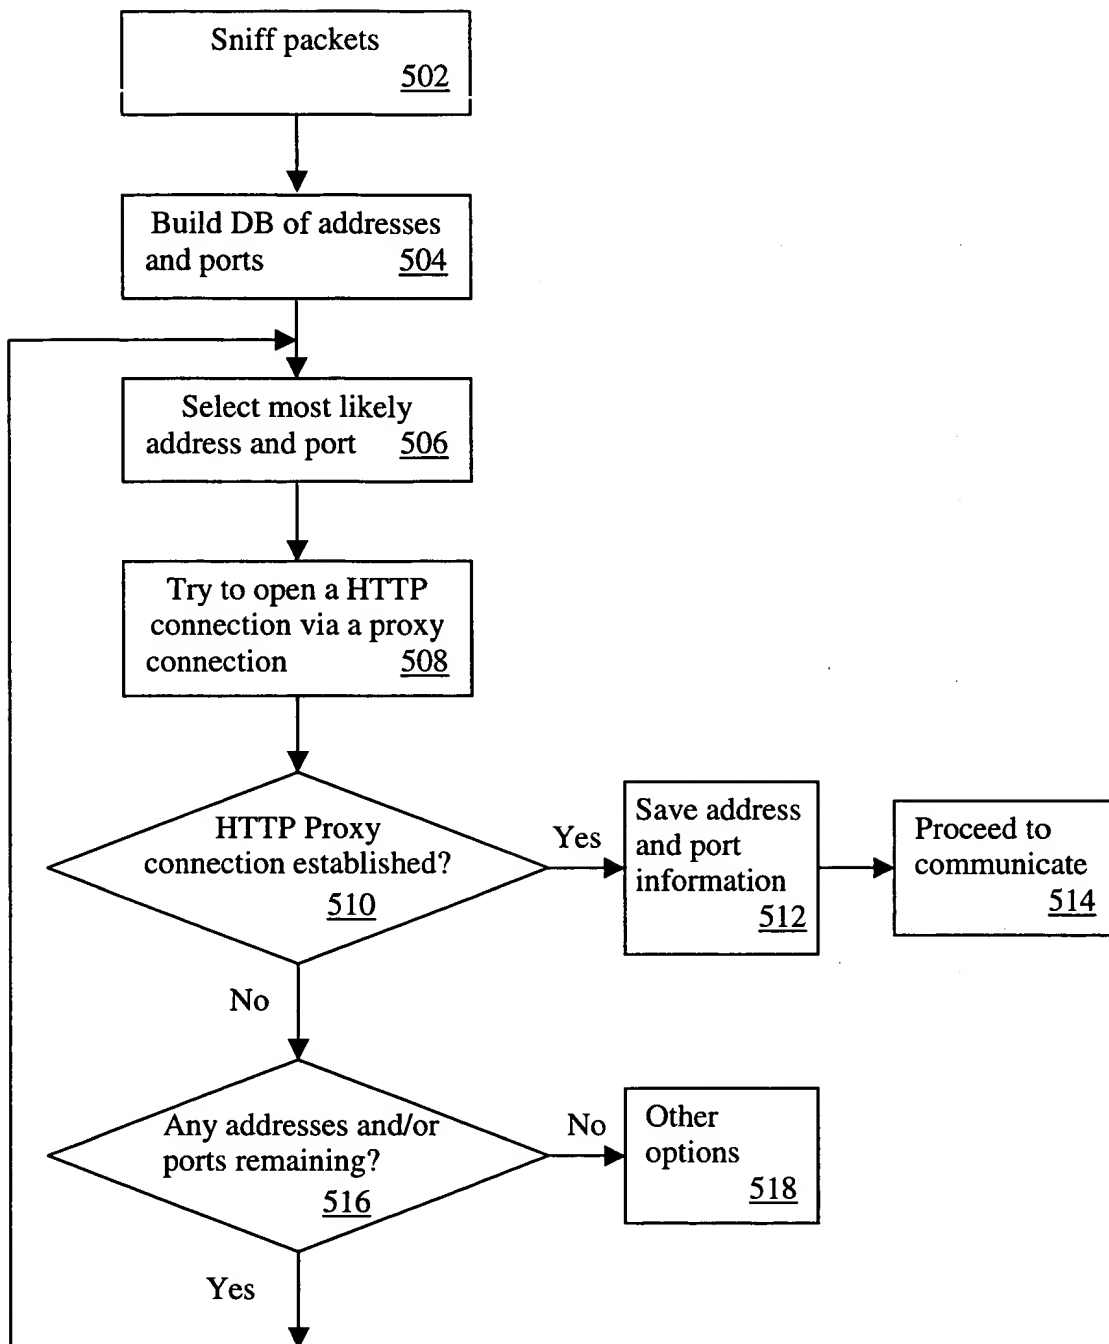 Sniff packets
502
Build DB of addresses
and ports 504
Select most likely
address and port 506
Try to open a HTTP
connection via a proxy
connection 508
HTTP Proxy
connection established?
510
Yes
Save address
and port
information
512
Proceed to
communicate
514
No
Any addresses and/or
ports remaining?
516
No
Other
options
518
Yes